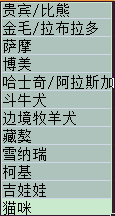 贵宾/比熊
金毛/拉布拉多
萨摩
博美
哈士奇/阿拉斯加
斗牛犬
边境牧羊犬
藏獒
雪纳瑞
柯基
吉娃娃
猫咪